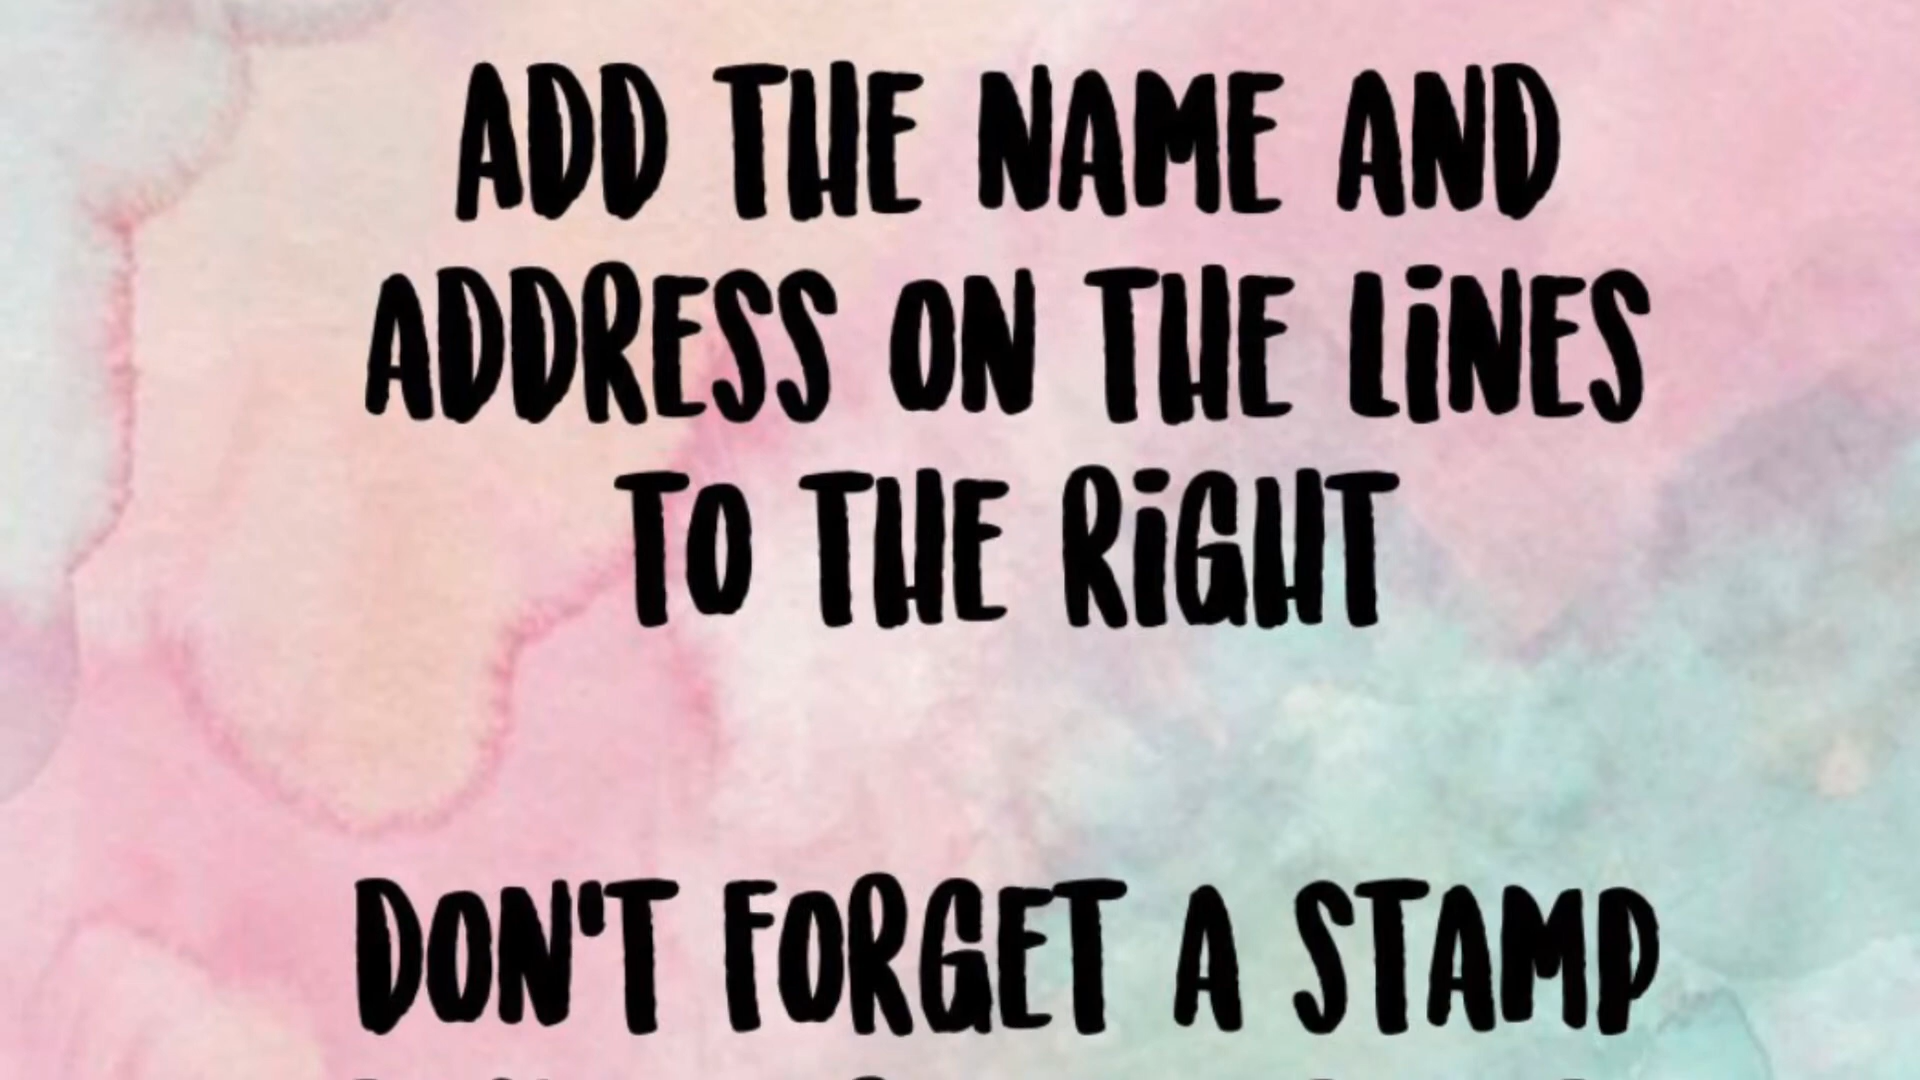 ADD THE NAME AND
ADDRESS ON THE LiNES
TO THE RiGHT
DON'T FORGET A STAMP